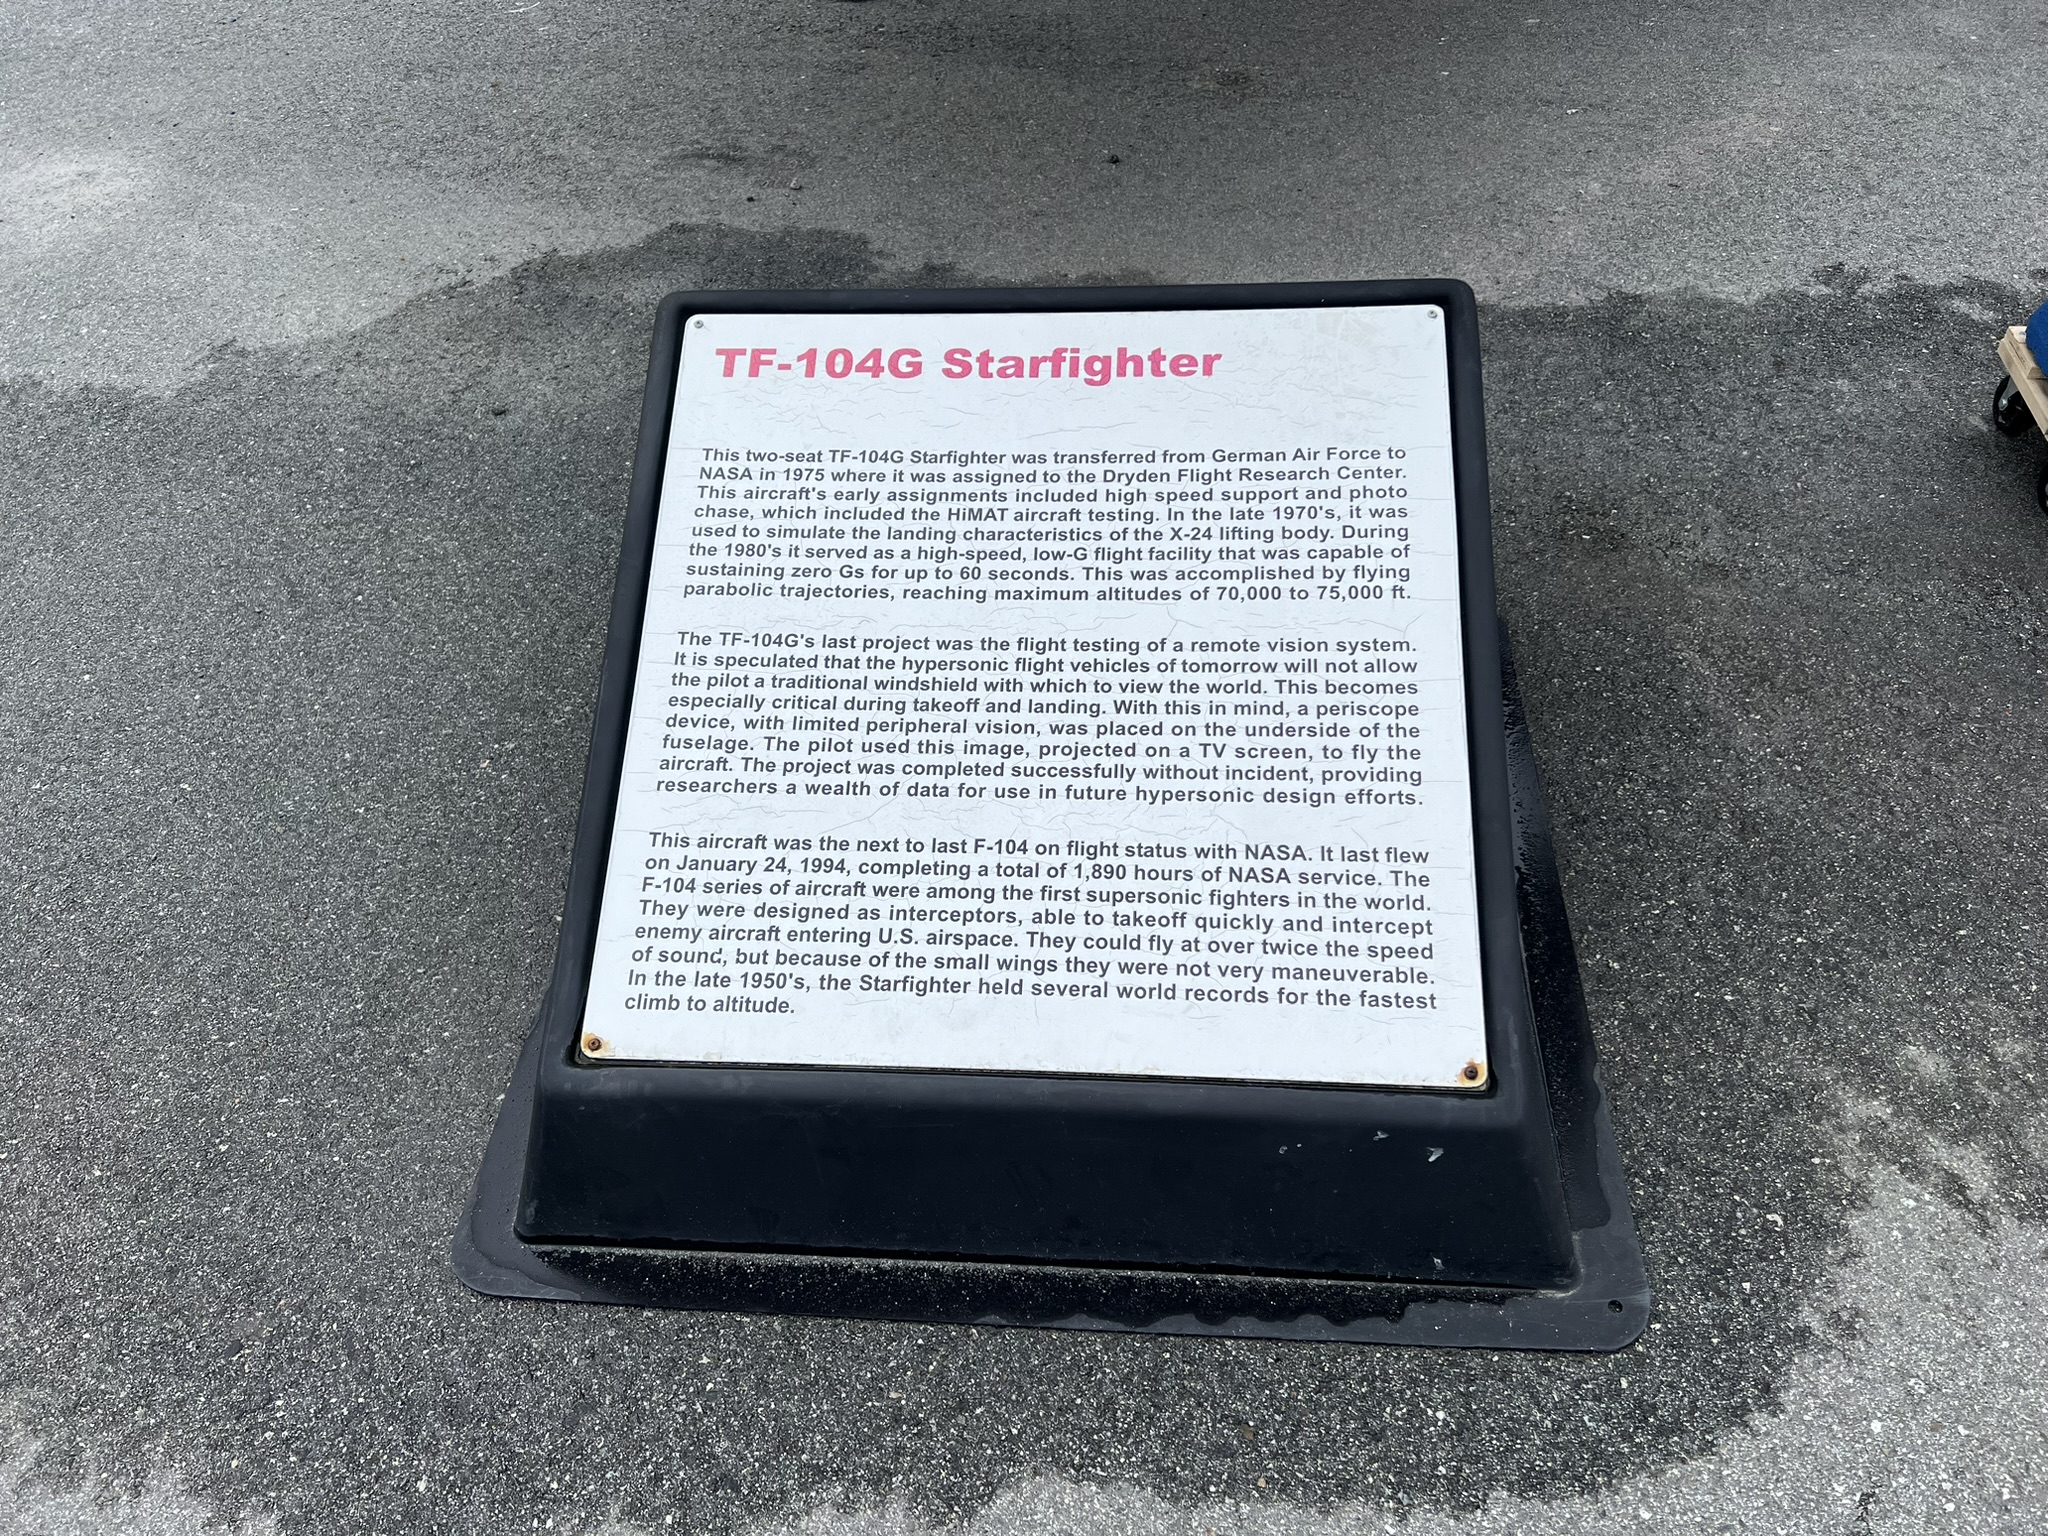 TF-104G Starfighter
This two-seat TF-104G Starfighter was transferred from German Air Force to
NASA in 1975 where it was assigned to the Dryden Flight Research Center.
This aircraft's early assignments included high speed support and photo
chase, which included the HiMAT aircraft testing. In the late 1970's, it was
used to simulate the landing characteristics of the X-24 lifting body. During
the 1980's it served as a high-speed, low-G flight facility that was capable of
sustaining zero Gs for up to 60 seconds. This was accomplished by flying
parabolic trajectories, reaching maximum altitudes of 70,000 to 75,000 ft.
The TF-104G's last project was the flight testing of a remote vision system.
It is speculated that the hypersonic flight vehicles of tomorrow will not allow
the pilot a traditional windshield with which to view the world. This becomes
especially critical during takeoff and landing. With this in mind, a periscope
device, with limited peripheral vision, was placed on the underside of the
fuselage. The pilot used this image, projected on a TV screen, to fly the
aircraft. The project was completed successfully without incident, providing
researchers a wealth of data for use in future hypersonic design efforts.
This aircraft was the next to last F-104 on flight status with NASA. It last flew
on January 24, 1994, completing a total of 1,890 hours of NASA service. The
F-104 series of aircraft were among the first supersonic fighters in the world.
They were designed as interceptors, able to takeoff quickly and intercept
enemy aircraft entering U.S. airspace. They could fly at over twice the speed
of sound, but because of the small wings they were not very maneuverable.
In the late 1950's, the Starfighter held several world records for the fastest
climb to altitude.